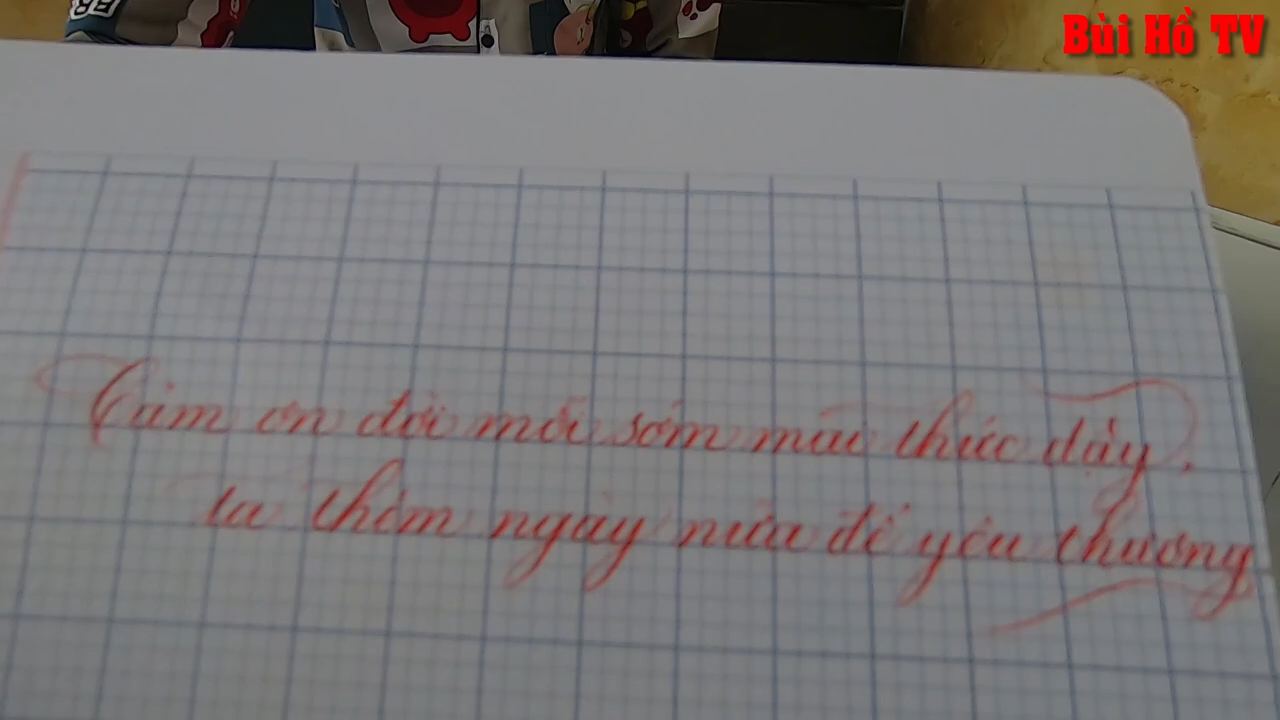 Bùi Hồ TV
Cảm ơn đời mỗi sớm mai thức dậy,
ta thêm ngày nữa để yêu thương